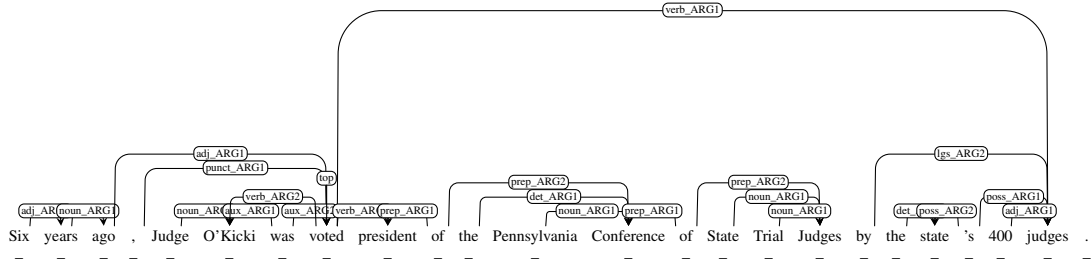 verb_ARG1
adj_ARG1 lgs_ARG2
punct_ARG1
top
prep_ARG2 prep_ARG2
verb_ARG2 det_ARG1 noun_ARG1 poss_ARG1
noun_ARG1 aux_ARG1 prep_ARG1 noun_ARG1 prep_ARG1 noun_ARG1 poss_ARG2 adj_ARG1
Six years ago , Judge O'Kicki was voted president of the Pennsylvania Conference of State Trial Judges by the state 's 400 judges .
_ _ _ _ _ _ _ _ _ _ _ _ _ _ _ _ _ _ _ _ _ _ _ _